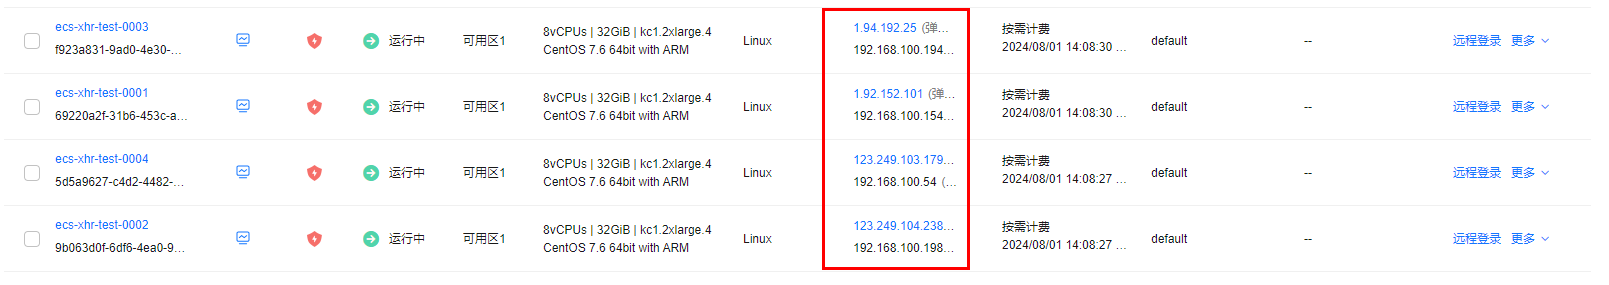 ecs-xhr-test-0003
f923a831-9ad0-4e30-...
运行中
可用区1
8vCPUs | 32GiB | kc1.2xlarge.4
CentOS 7.6 64bit with ARM
Linux
1.94.192.25 (弹...
192.168.100.194...
按需计费
2024/08/01 14:08:30 ...
default
--
远程登录 更多
ecs-xhr-test-0001
69220a2f-31b6-453c-a...
运行中
可用区1
8vCPUs | 32GiB | kc1.2xlarge.4
CentOS 7.6 64bit with ARM
Linux
1.92.152.101 (弹...
192.168.100.154...
按需计费
2024/08/01 14:08:30 ...
default
--
远程登录 更多
ecs-xhr-test-0004
5d5a9627-c4d2-4482-...
运行中
可用区1
8vCPUs | 32GiB | kc1.2xlarge.4
CentOS 7.6 64bit with ARM
Linux
123.249.103.179...
192.168.100.54 (...
按需计费
2024/08/01 14:08:27 ...
default
--
远程登录 更多
ecs-xhr-test-0002
9b063d0f-6df6-4ea0-9...
运行中
可用区1
8vCPUs | 32GiB | kc1.2xlarge.4
CentOS 7.6 64bit with ARM
Linux
123.249.104.238...
192.168.100.198...
按需计费
2024/08/01 14:08:27 ...
default
--
远程登录 更多